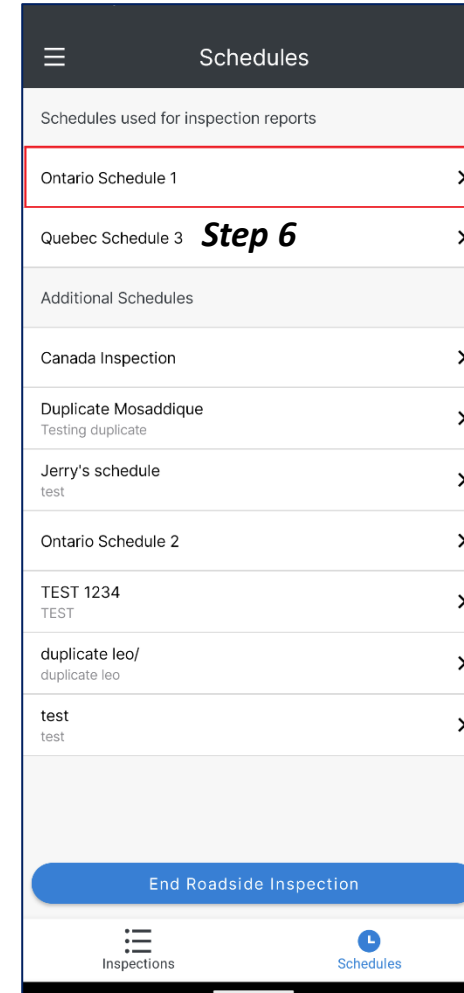 Schedules
Schedules used for inspection reports
Ontario Schedule 1
Quebec Schedule 3 Step 6
Additional Schedules
Canada Inspection
Duplicate Mosaddique
Testing duplicate
Jerry's schedule
test
Ontario Schedule 2
TEST 1234
TEST
duplicate leo/
duplicate leo
test
test
End Roadside Inspection
Inspections Schedules